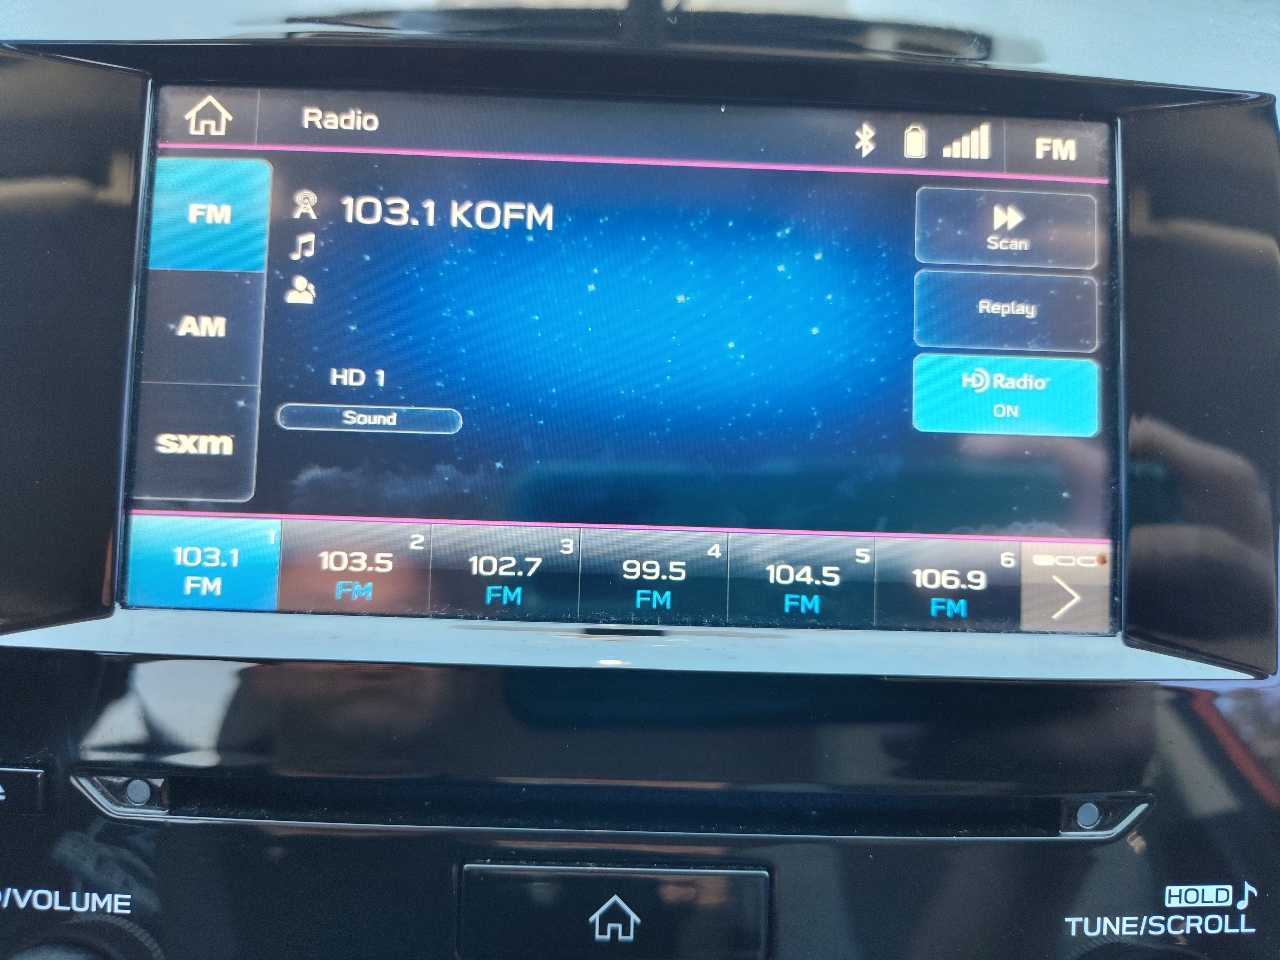 Radio
FM
FM
AM
sxm
103.1 KOFM
HD 1
Sound
Scan
Replay
HD Radio
ON
1
103.1
FM
2
103.5
FM
3
102.7
FM
4
99.5
FM
5
104.5
FM
6
106.9
FM
/VOLUME
HOLD
TUNE/SCROLL